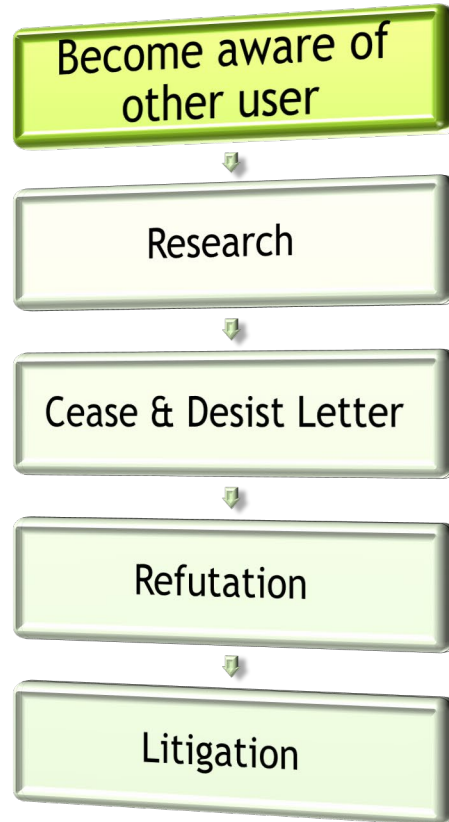 Become aware of
other user
Research
Cease & Desist Letter
Refutation
Litigation